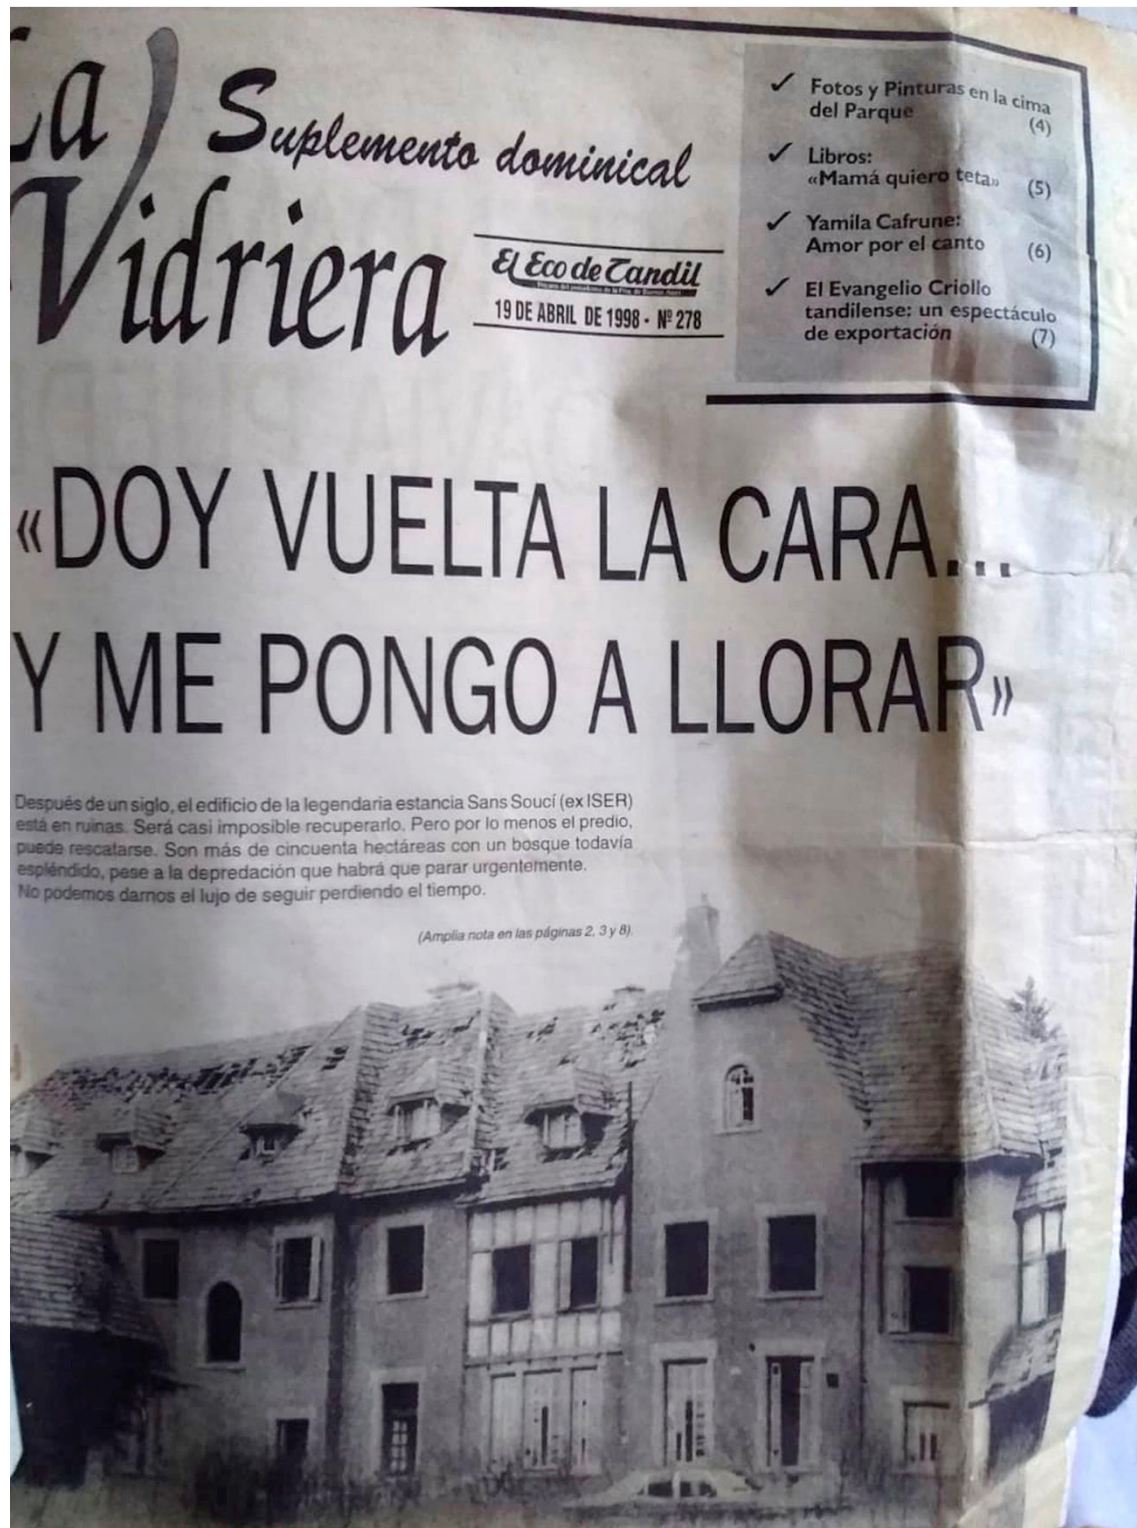 La
Vidriera
Suplemento dominical
El Eco de Tandil
19 DE ABRIL DE 1998 - Nº 278
✓ Fotos y Pinturas en la cima
del Parque (4)
✓ Libros:
«Mamá quiero teta» (5)
✓ Yamila Cafrune:
Amor por el canto (6)
✓ El Evangelio Criollo
tandilense: un espectáculo
de exportación (7)
«DOY VUELTA LA CARA...
Y ME PONGO A LLORAR»
Después de un siglo, el edificio de la legendaria estancia Sans Soucí (ex ISER)
está en ruinas. Será casi imposible recuperarlo. Pero por lo menos el predio,
puede rescatarse. Son más de cincuenta hectáreas con un bosque todavía
espléndido, pese a la depredación que habrá que parar urgentemente.
No podemos darnos el lujo de seguir perdiendo el tiempo.
(Amplia nota en las páginas 2, 3 y 8).